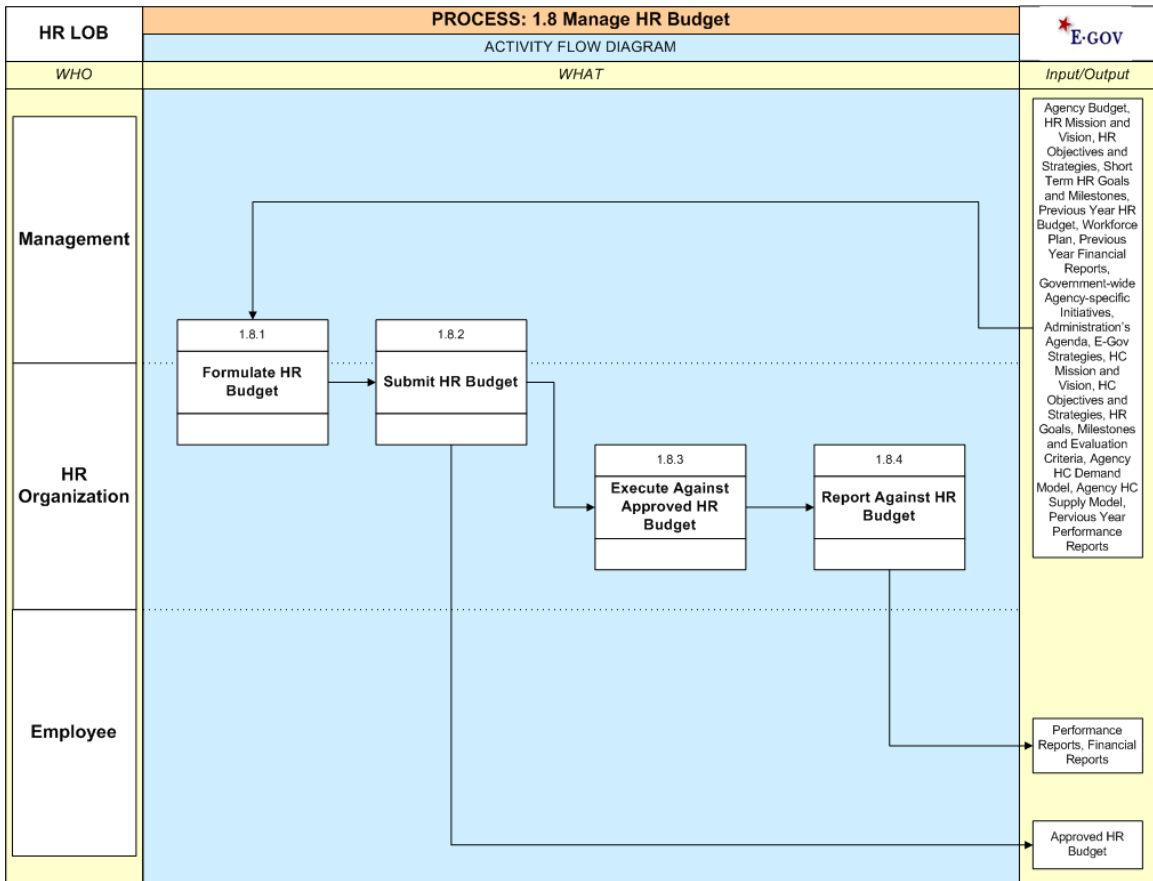 HR LOB
PROCESS: 1.8 Manage HR Budget
ACTIVITY FLOW DIAGRAM
E-GOV
WHO
WHAT
Input/Output
Management
HR
Organization
Employee
1.8.1
Formulate HR
Budget
1.8.2
Submit HR Budget
1.8.3
Execute Against
Approved HR
Budget
1.8.4
Report Against HR
Budget
Agency Budget,
HR Mission and
Vision, HR
Objectives and
Strategies, Short
Term HR Goals
and Milestones,
Previous Year HR
Budget, Workforce
Plan, Previous
Year Financial
Reports,
Government-wide
Agency-specific
Initiatives,
Administration's
Agenda, E-Gov
Strategies, HC
Mission and
Vision, HC
Objectives and
Strategies, HR
Goals, Milestones
and Evaluation
Criteria, Agency
HC Demand
Model, Agency HC
Supply Model,
Pervious Year
Performance
Reports
Performance
Reports, Financial
Reports
Approved HR
Budget